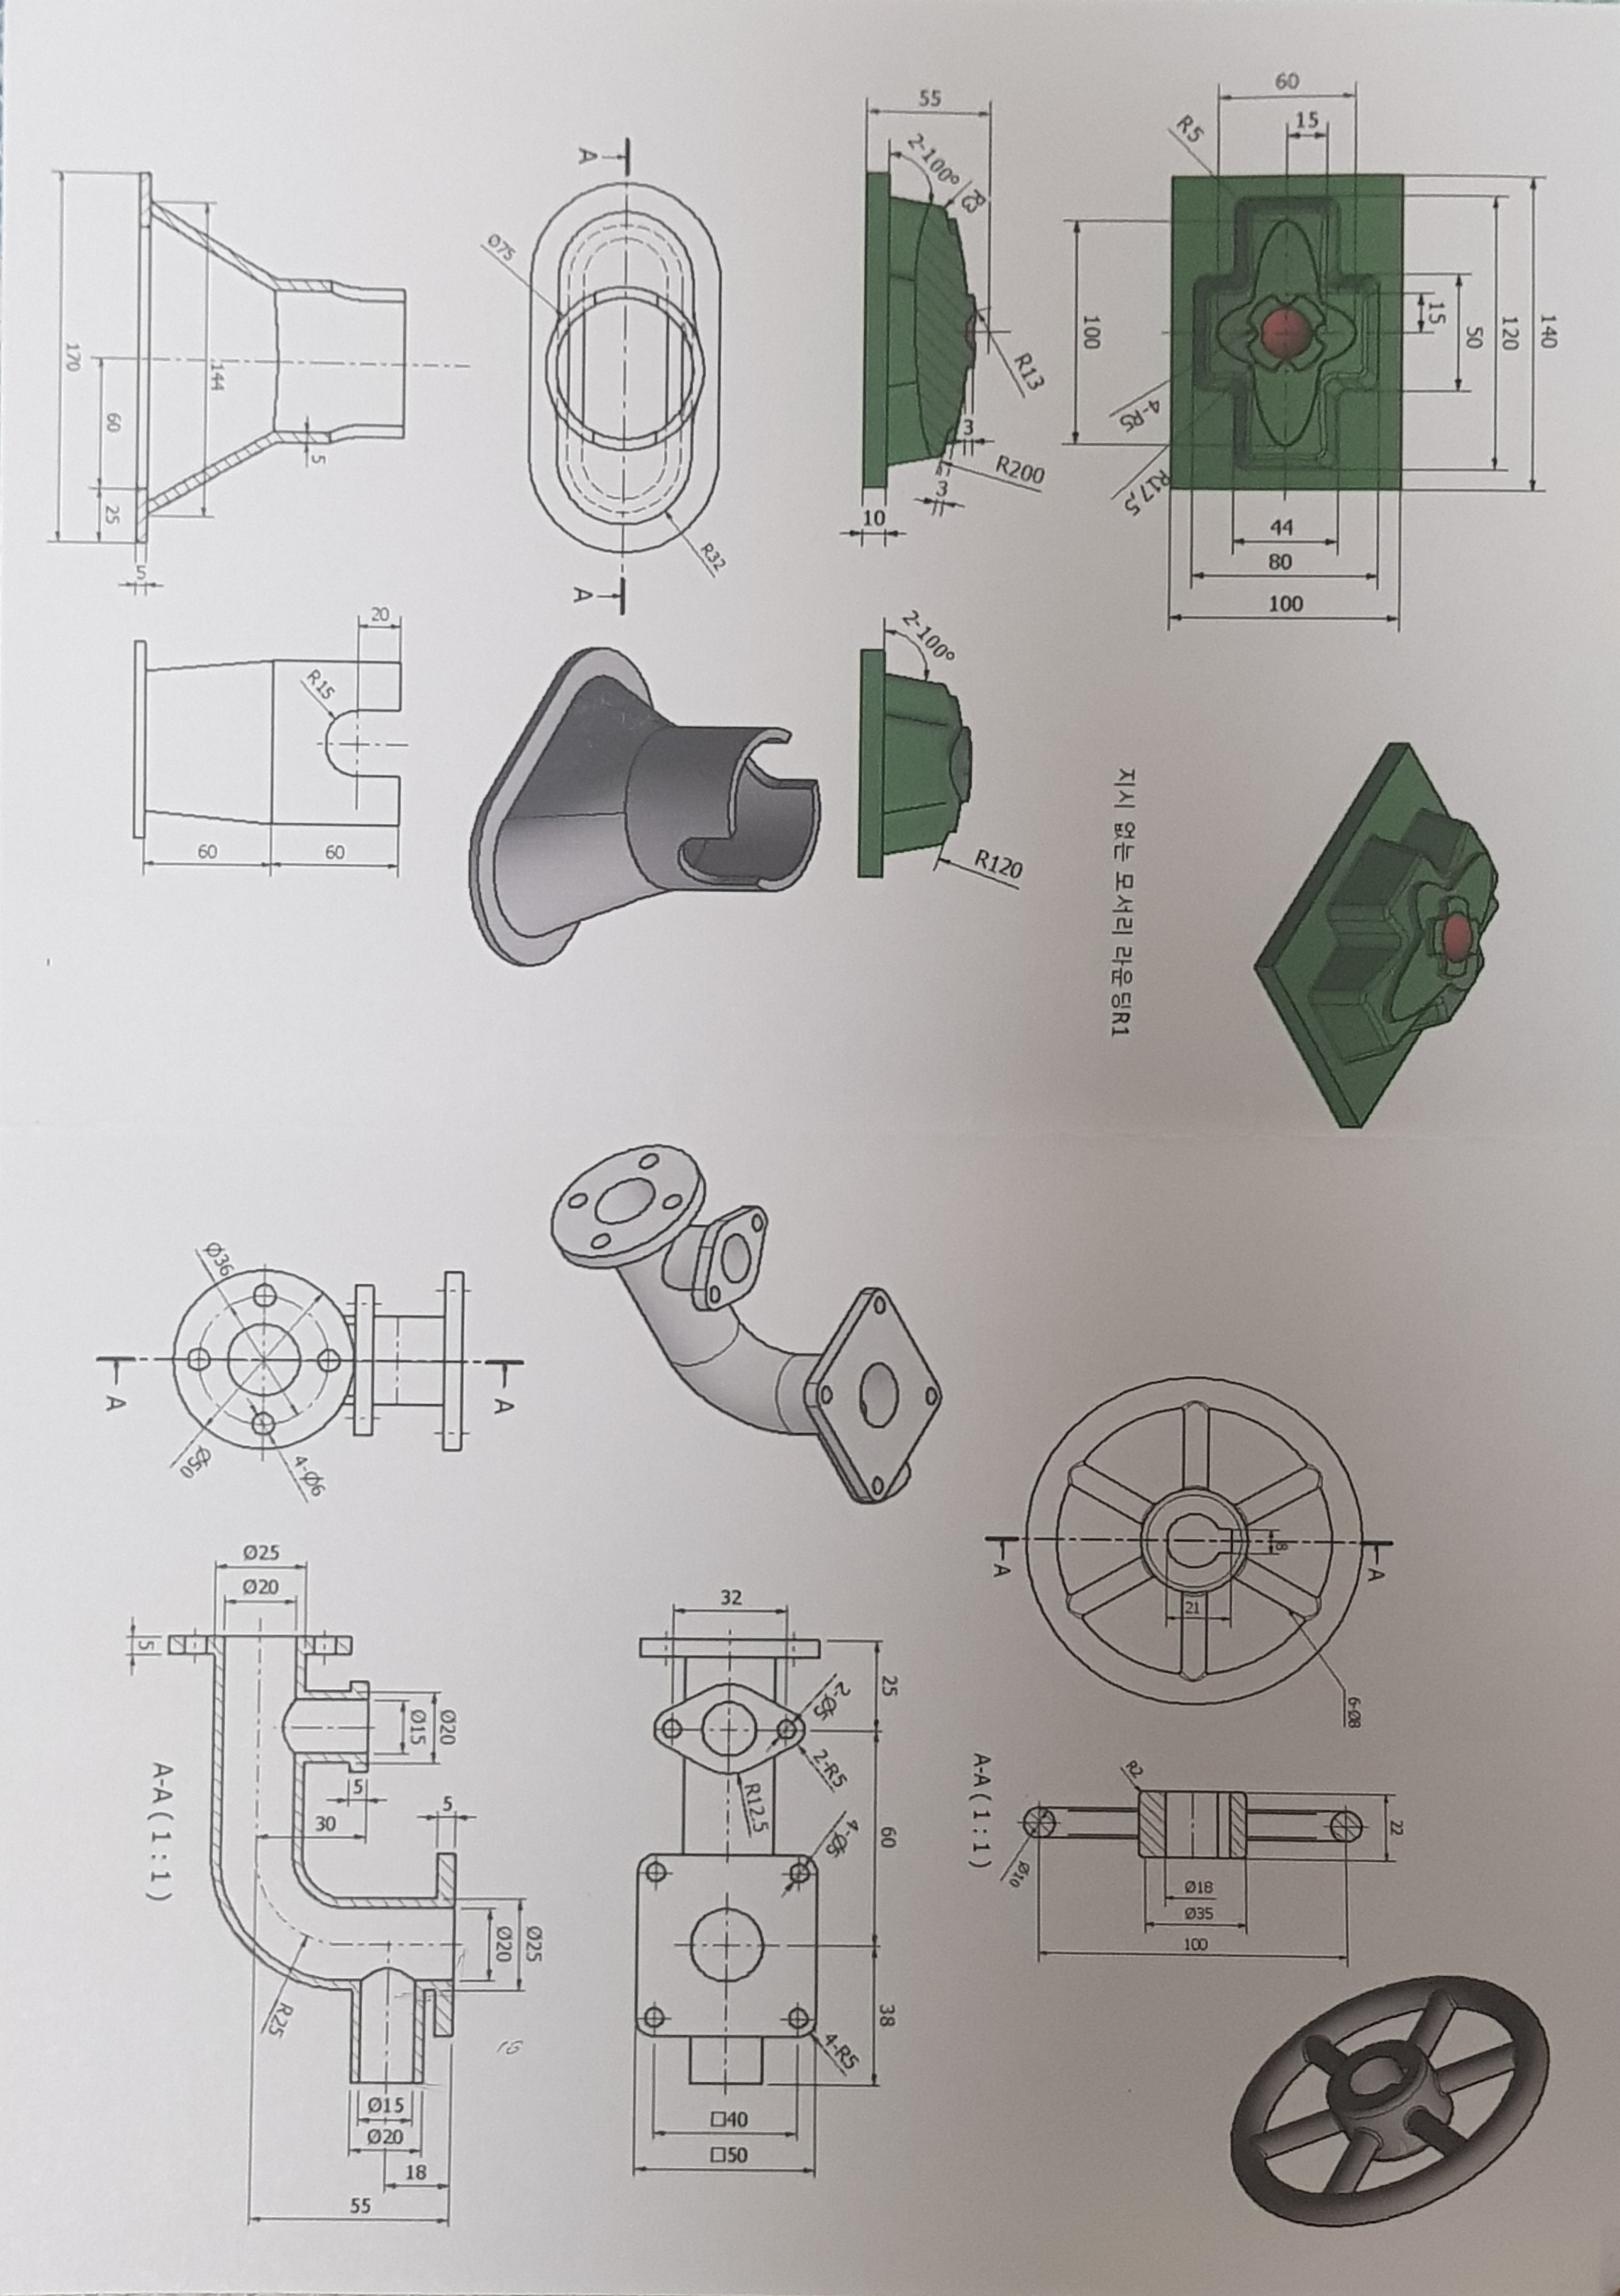 60
15
R5
140
120
50
15
100
4-R5
R17.5
44
80
100
55
2-100°
R3
R13
3
R200
3
10
2-100°
R120
지시 없는 모서리 라운딩R1
A
A
Ø75
R32
170
144
60
25
5
5
20
R15
60
60
Ø36
Ø50
4-Ø6
A
A
Ø25
Ø20
5
Ø15
Ø20
5
30
5
Ø20
Ø25
R25
Ø15
Ø20
18
55
A-A ( 1 : 1 )
32
25
2-Ø5
2-R5
R12.5
60
4-Ø5
38
4-R5
□40
□50
A
A
8
21
6-Ø8
A-A ( 1 : 1 )
R2
22
Ø10
Ø18
Ø35
100